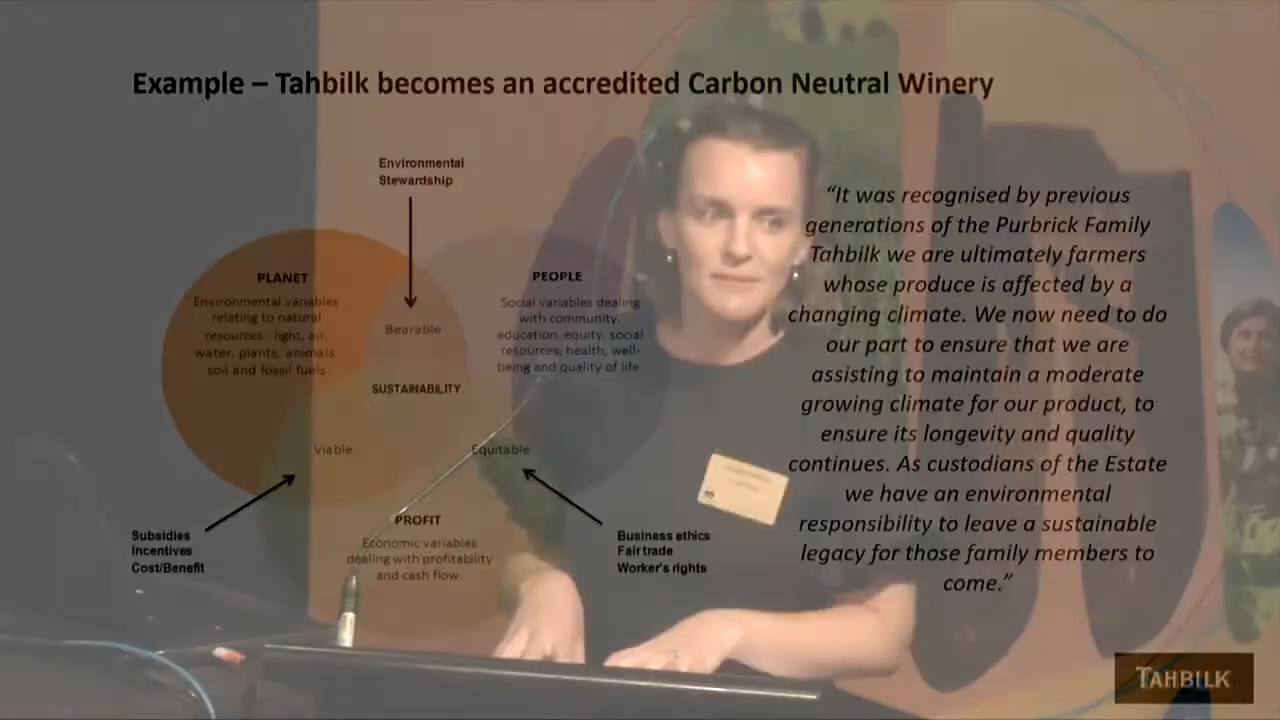 Example – Tahbilk becomes an accredited Carbon Neutral Winery
Environmental
Stewardship
PLANET
Environmental variables
relating to natural
resources light, air,
water, plants, animals,
soil and fossil fuels
Bearable
PEOPLE
Social variables dealing
with community,
education, equity, social
resources, health, well-
being and quality of life
SUSTAINABILITY
Viable
Equitable
Subsidies
Incentives
Cost/Benefit
PROFIT
Economic variables
dealing with profitability
and cash flow.
Business ethics
Fair trade
Worker's rights
“It was recognised by previous
generations of the Purbrick Family
Tahbilk we are ultimately farmers
whose produce is affected by a
changing climate. We now need to do
our part to ensure that we are
assisting to maintain a moderate
growing climate for our product, to
ensure its longevity and quality
continues. As custodians of the Estate
we have an environmental
responsibility to leave a sustainable
legacy for those family members to
come.”
TAHBILK